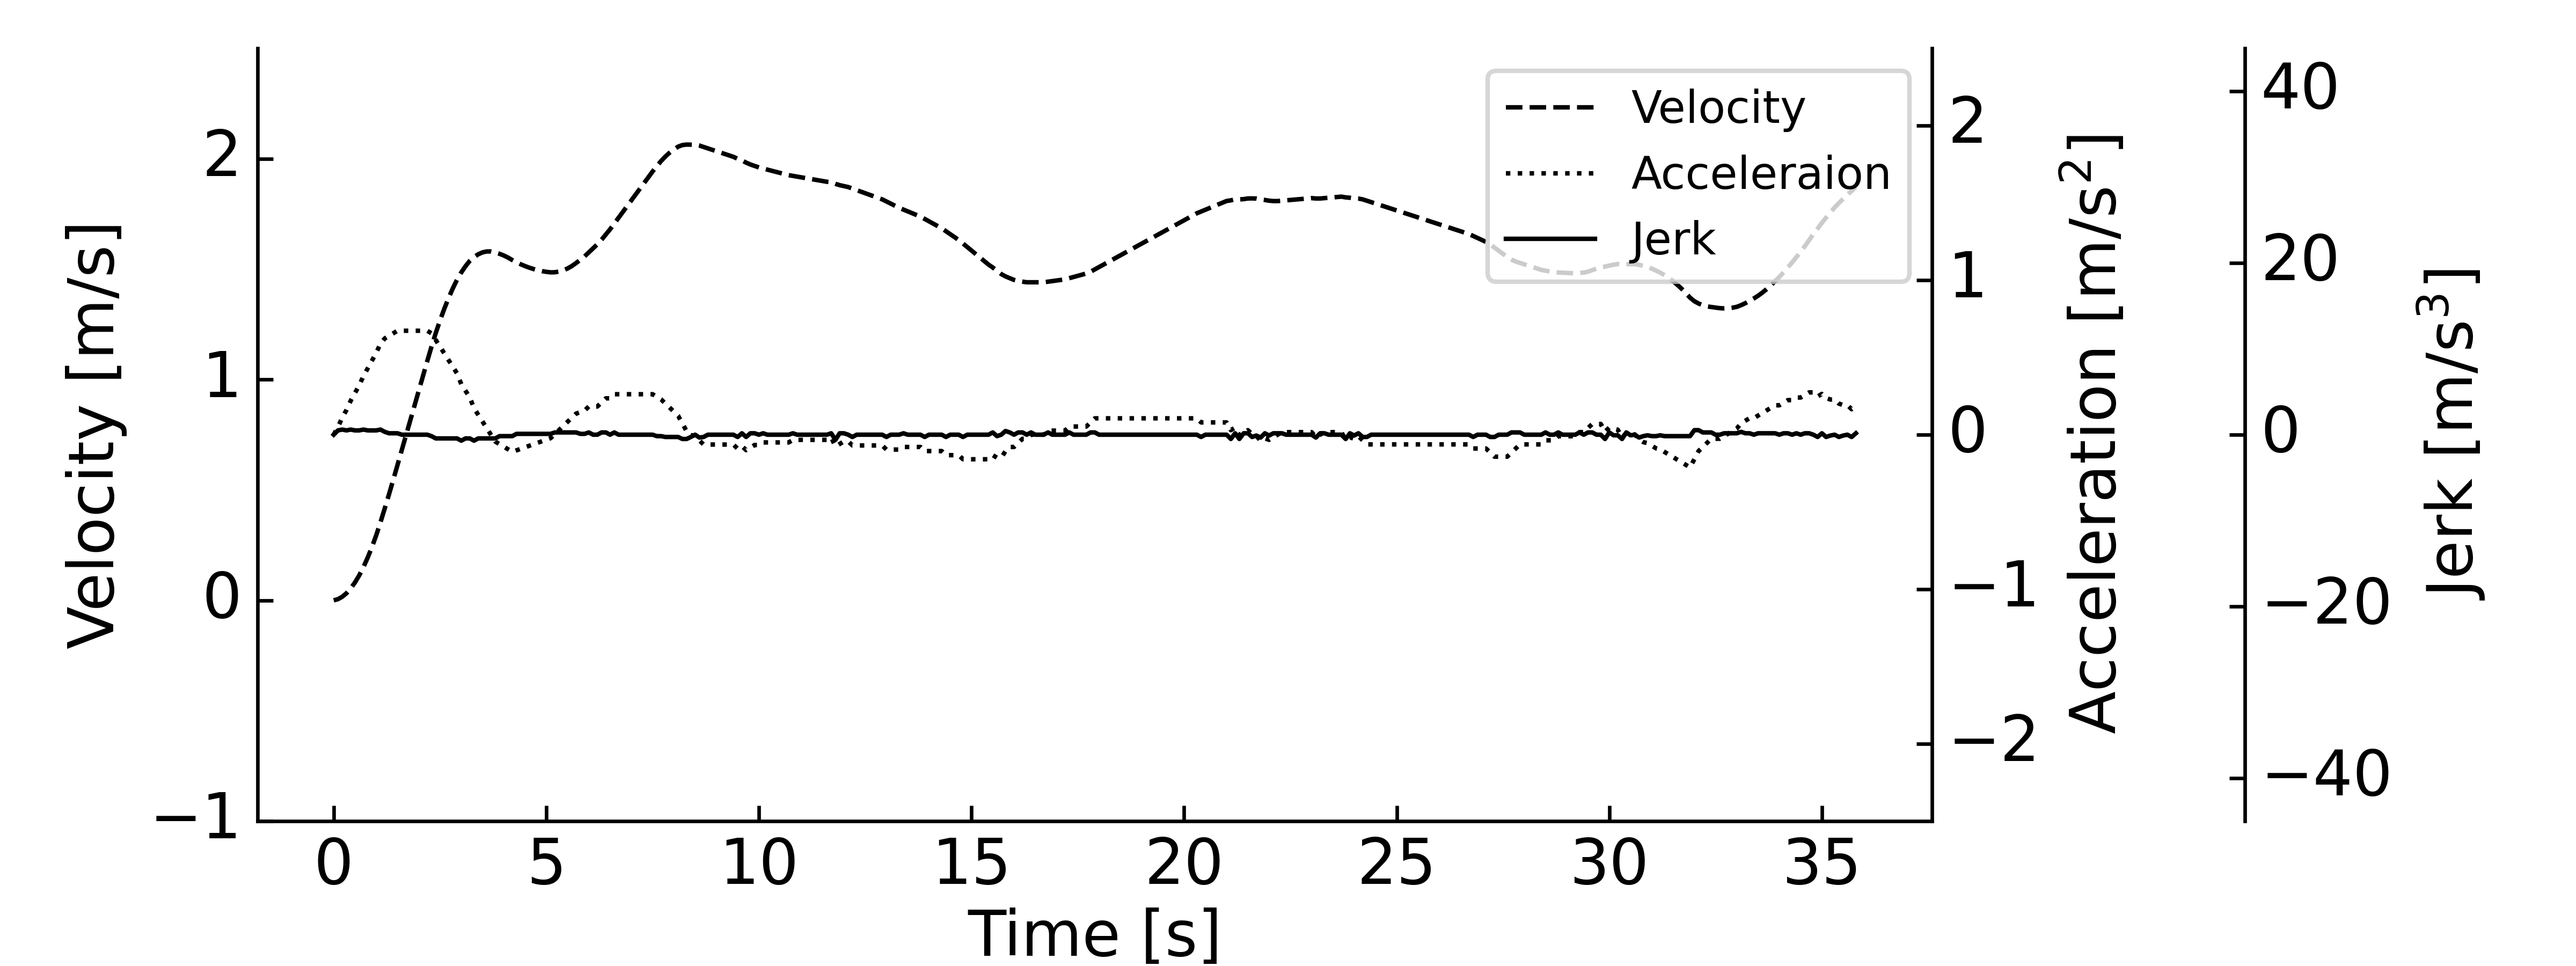 Velocity [m/s]
2
1
0
−1
0 5 10 15 20 25 30 35
Time [s]
Velocity
Acceleraion
Jerk
2
1
0
−1
−2
Acceleration [m/s²]
40
20
0
−20
−40
Jerk [m/s³]